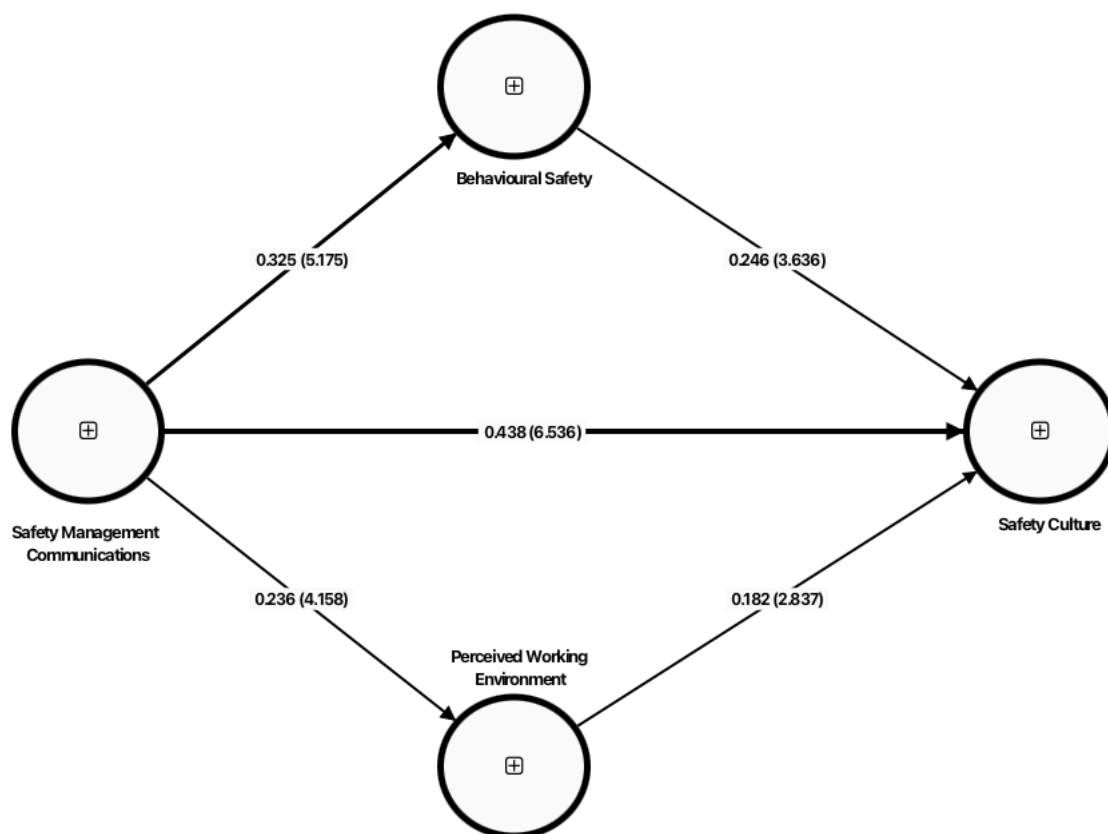 Behavioural Safety
0.325 (5.175)
0.246 (3.636)
0.438 (6.536)
Safety Management
Communications
Safety Culture
0.236 (4.158)
0.182 (2.837)
Perceived Working
Environment